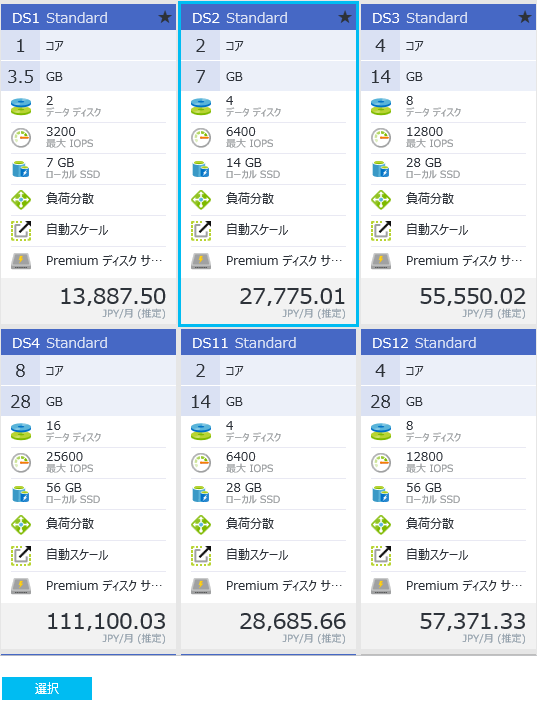 DS1 Standard
1 コア
3.5 GB
2
データ ディスク
3200
最大 IOPS
7 GB
ローカル SSD
負荷分散
自動スケール
Premium ディスク サ…
13,887.50
JPY/月 (推定)
DS2 Standard
2 コア
7 GB
4
データ ディスク
6400
最大 IOPS
14 GB
ローカル SSD
負荷分散
自動スケール
Premium ディスク サ…
27,775.01
JPY/月 (推定)
DS3 Standard
4 コア
14 GB
8
データ ディスク
12800
最大 IOPS
28 GB
ローカル SSD
負荷分散
自動スケール
Premium ディスク サ…
55,550.02
JPY/月 (推定)
DS4 Standard
8 コア
28 GB
16
データ ディスク
25600
最大 IOPS
56 GB
ローカル SSD
負荷分散
自動スケール
Premium ディスク サ…
111,100.03
JPY/月 (推定)
DS11 Standard
2 コア
14 GB
4
データ ディスク
6400
最大 IOPS
28 GB
ローカル SSD
負荷分散
自動スケール
Premium ディスク サ…
28,685.66
JPY/月 (推定)
DS12 Standard
4 コア
28 GB
8
データ ディスク
12800
最大 IOPS
56 GB
ローカル SSD
負荷分散
自動スケール
Premium ディスク サ…
57,371.33
JPY/月 (推定)
選択